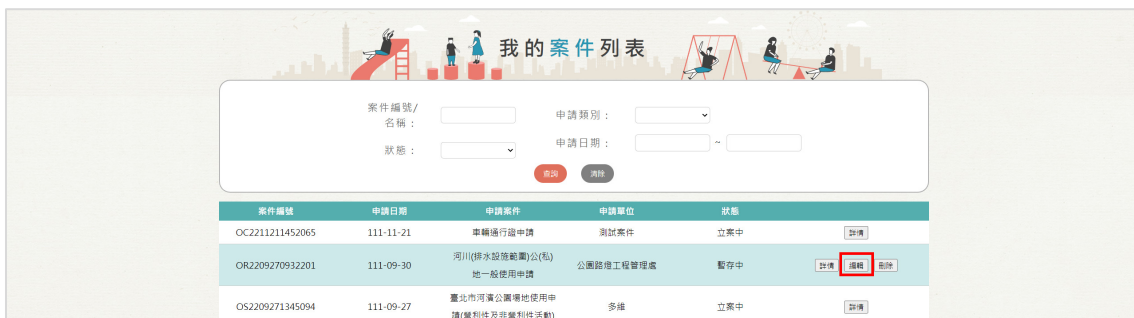 我的案件列表
案件編號/
名稱：
申請類別：
狀態：
申請日期：
~
查詢 清除
案件編號 申請日期 申請案件 申請單位 狀態
OC2211211452065 111-11-21 車輛通行證申請 測試案件 立案中 詳情
河川(排水設施範圍)公(私)
OR2209270932201 111-09-30 地一般使用申請 公園路燈工程管理處 暫存中 詳情 編輯 刪除
臺北市河濱公園場地使用申
OS2209271345094 111-09-27 請(營利性及非營利性活動) 多維 立案中 詳情